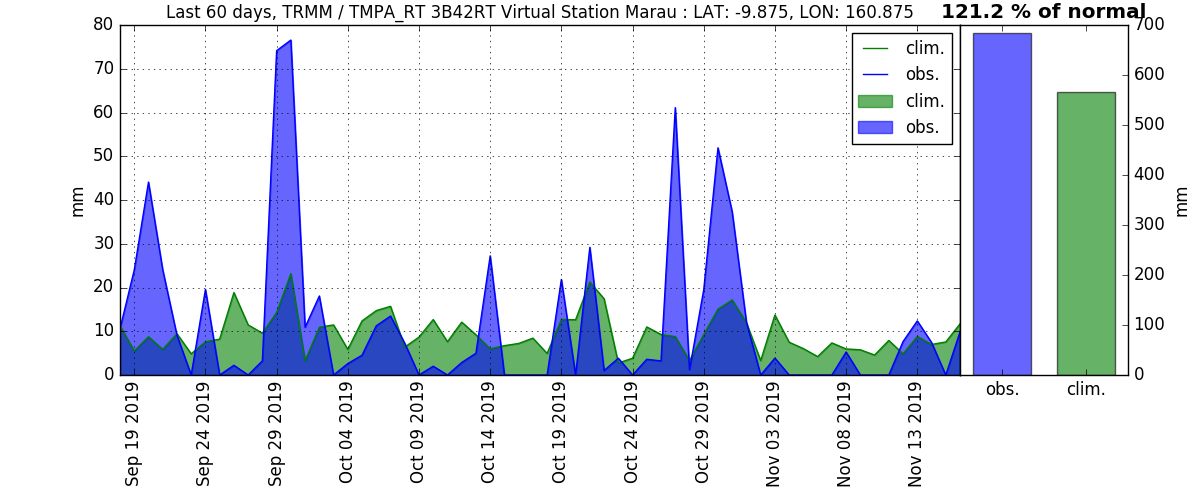 Last 60 days, TRMM / TMPA_RT 3B42RT Virtual Station Marau : LAT: -9.875, LON: 160.875
121.2 % of normal
80
70
60
50
40
30
20
10
0
mm
clim.
obs.
clim.
obs.
700
600
500
400
300
200
100
0
mm
obs.
clim.
Sep 19 2019
Sep 24 2019
Sep 29 2019
Oct 04 2019
Oct 09 2019
Oct 14 2019
Oct 19 2019
Oct 24 2019
Oct 29 2019
Nov 03 2019
Nov 08 2019
Nov 13 2019